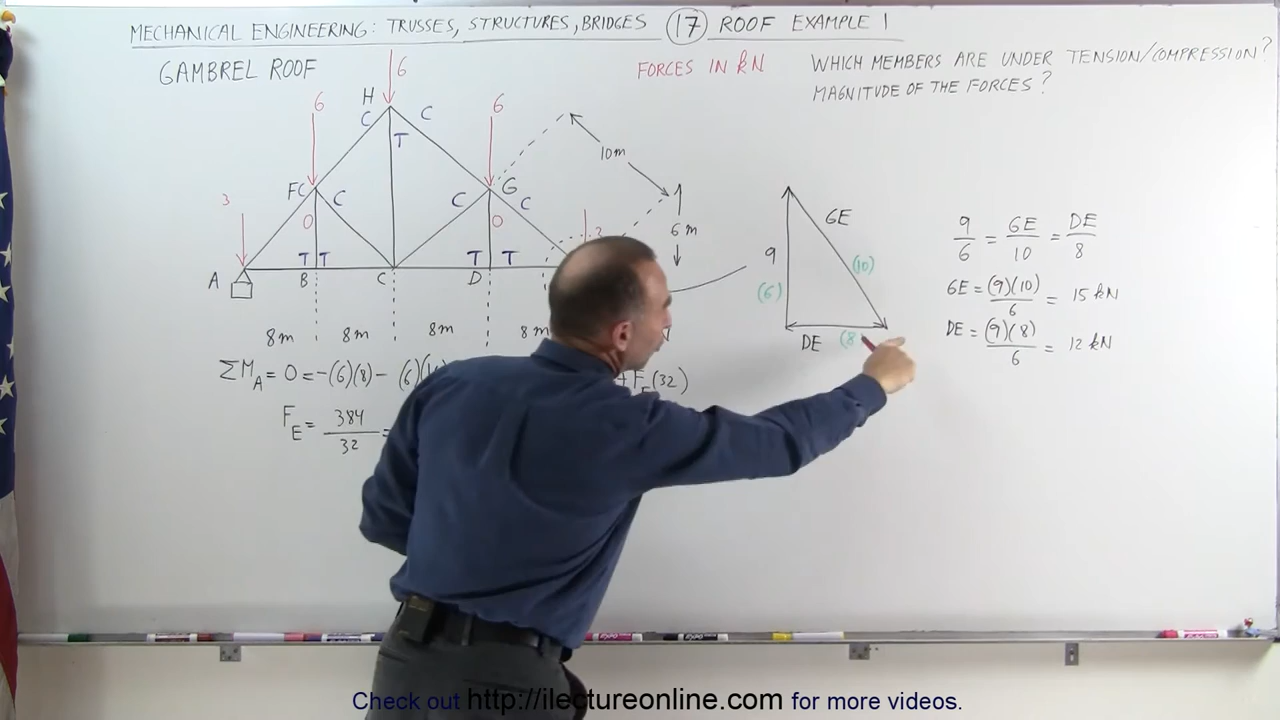 MECHANICAL ENGINEERING: TRUSSES, STRUCTURES, BRIDGES (17) ROOF EXAMPLE 1
GAMBREL ROOF
FORCES IN kN
WHICH MEMBERS ARE UNDER TENSION/COMPRESSION?
MAGNITUDE OF THE FORCES?
6
H
C C
6
6
T
10m
F C
C
C
G
C
3
O
O
6 m
T T
T T
A
B
C
D
8m 8m 8m 8m
ΣM_A = 0 = -(6)(8) - (6)(1
+ F_E(32)
F_E = 384/32 =
GE
9
(10)
(6)
DE
(8
9/6 = GE/10 = DE/8
GE = (9)(10)/6 = 15 kN
DE = (9)(8)/6 = 12 kN
Check out http://ilectureonline.com for more videos.